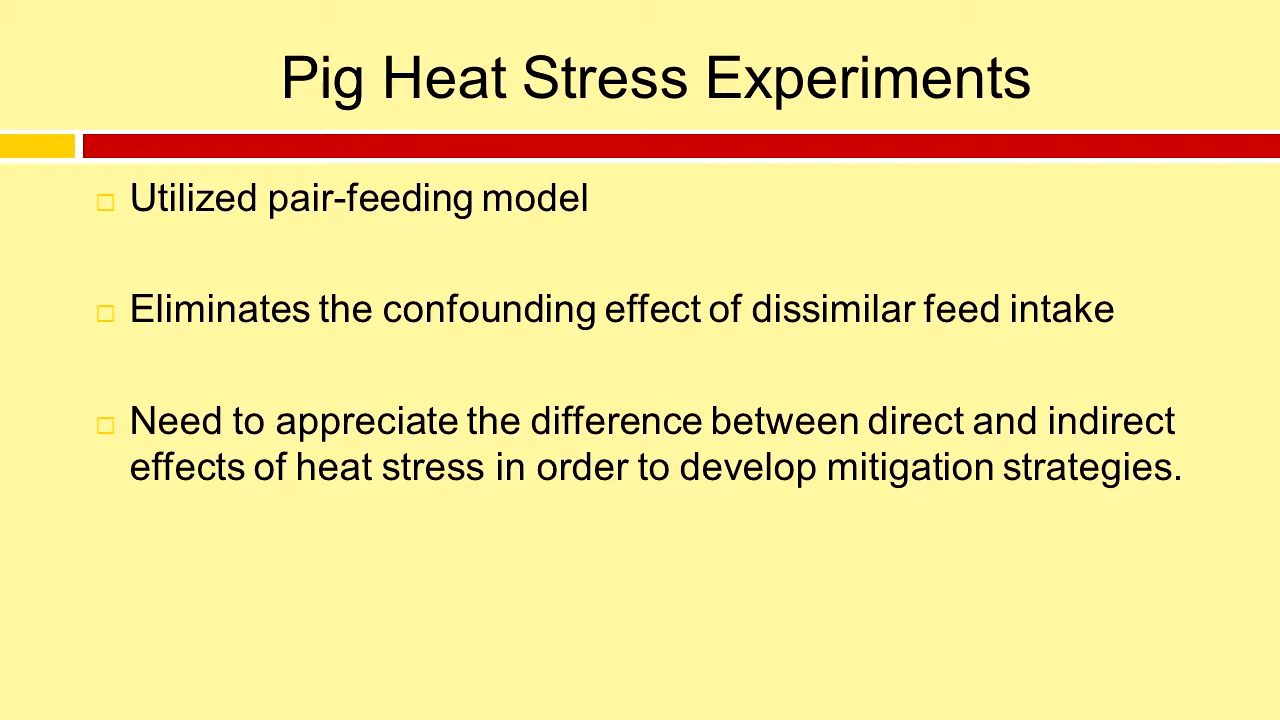 Pig Heat Stress Experiments
Utilized pair-feeding model
Eliminates the confounding effect of dissimilar feed intake
Need to appreciate the difference between direct and indirect
effects of heat stress in order to develop mitigation strategies.